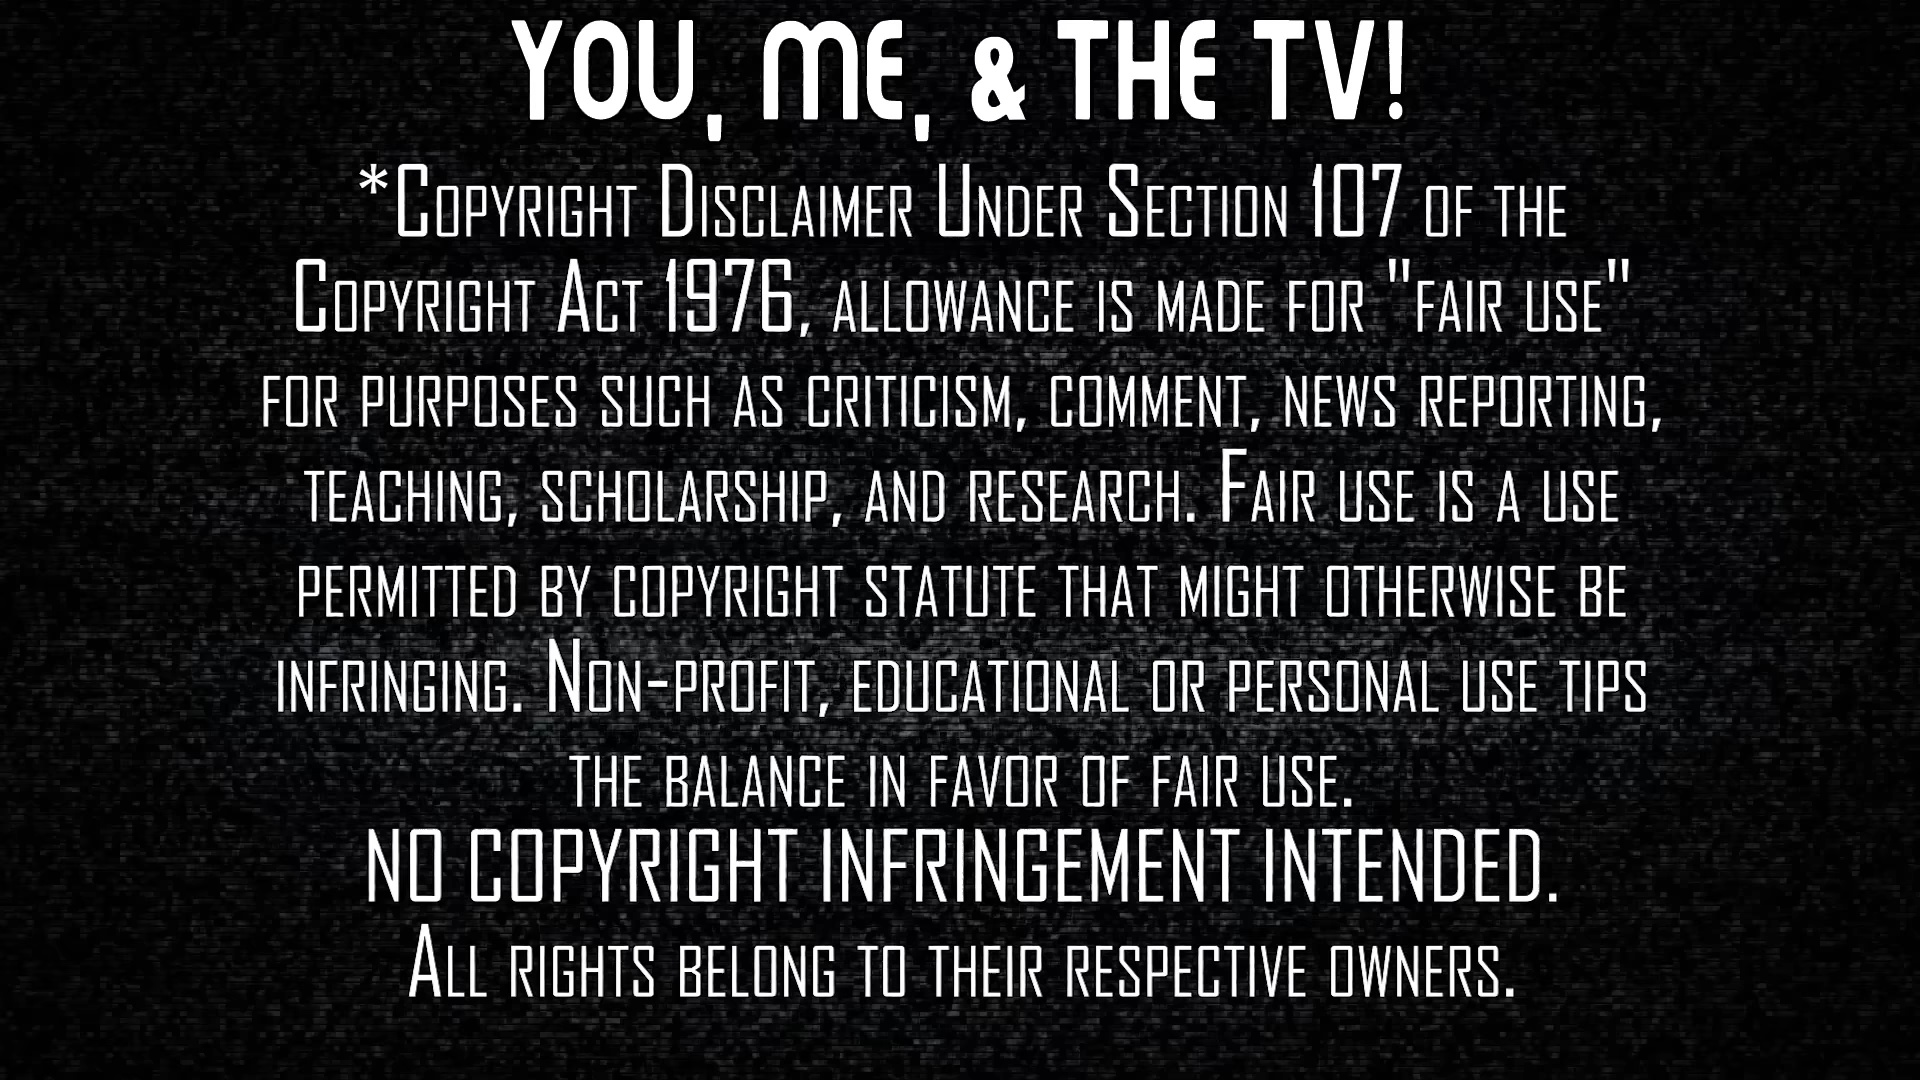 YOU, ME, & THE TV!
*Copyright Disclaimer Under Section 107 of the
Copyright Act 1976, allowance is made for "fair use"
for purposes such as criticism, comment, news reporting,
teaching, scholarship, and research. Fair use is a use
permitted by copyright statute that might otherwise be
infringing. Non-profit, educational or personal use tips
the balance in favor of fair use.
NO COPYRIGHT INFRINGEMENT INTENDED.
All rights belong to their respective owners.